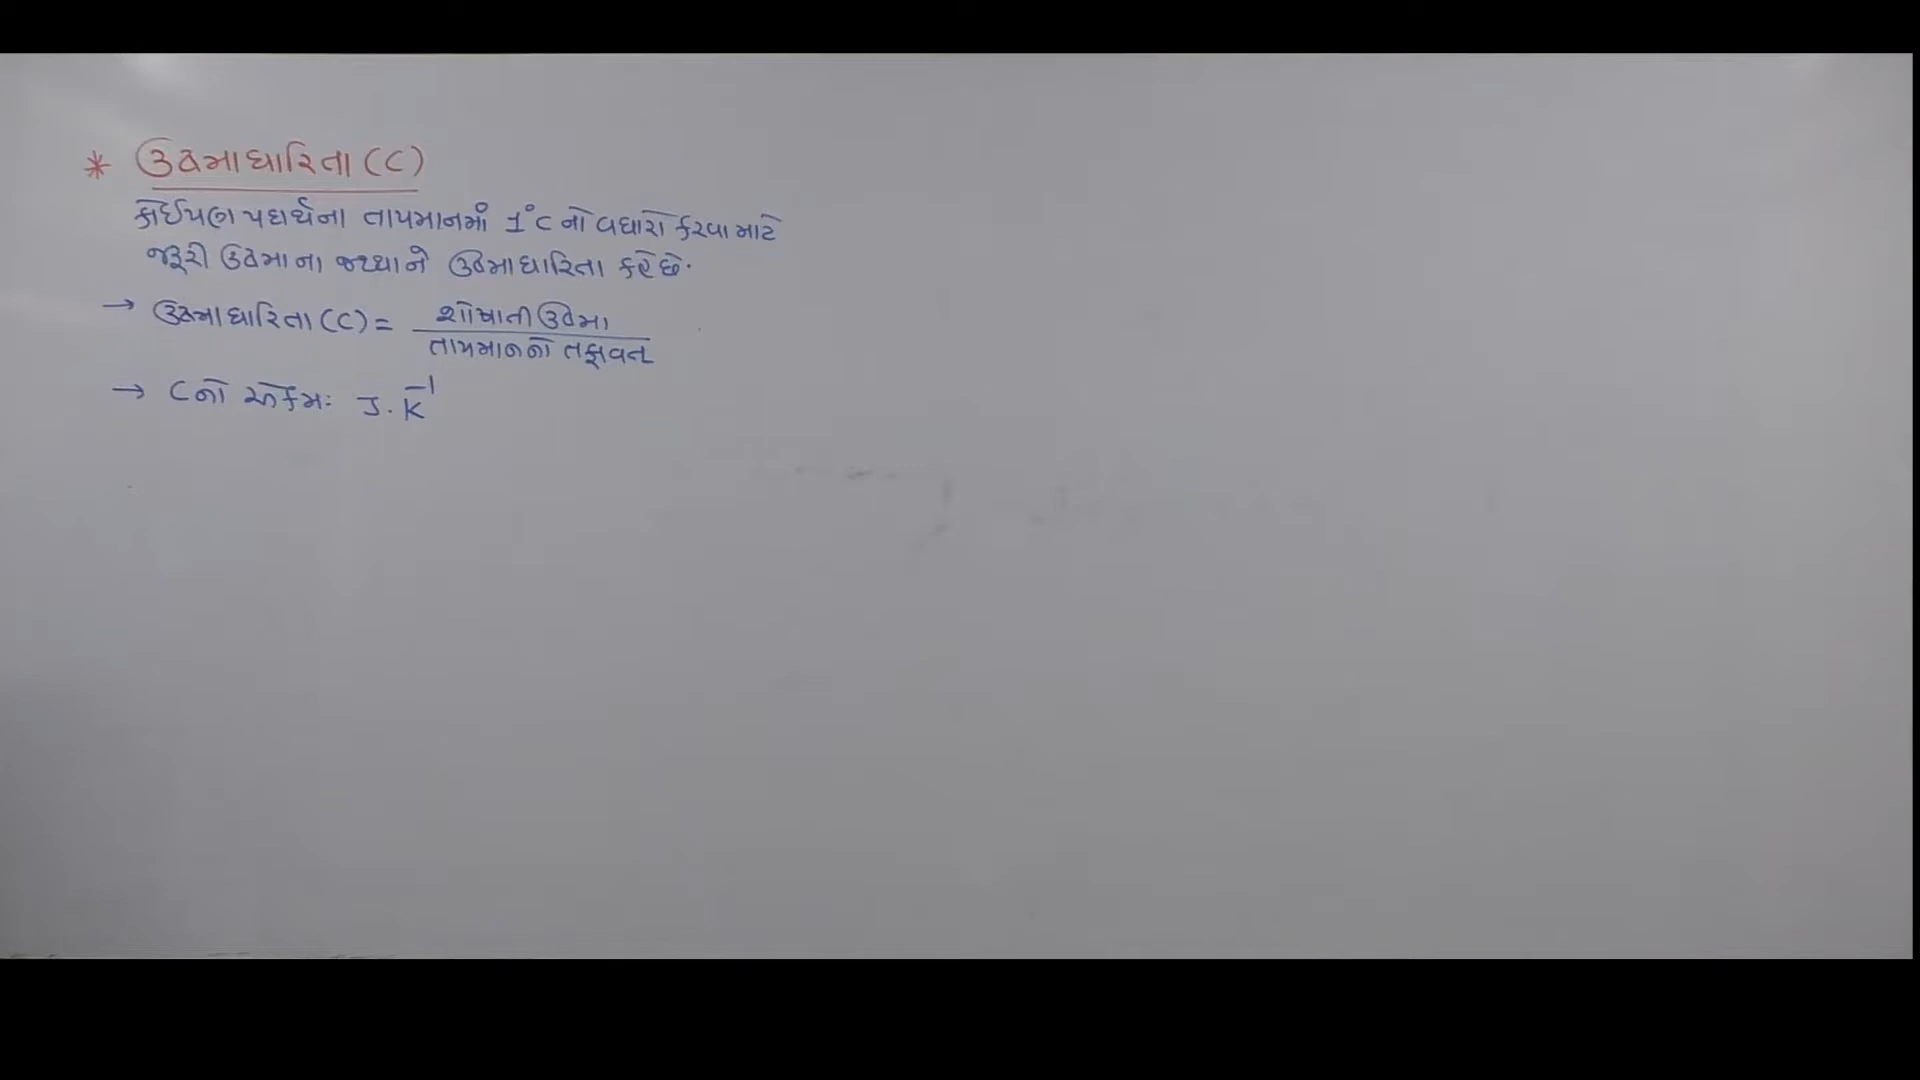 * ઉષ્માધારિતા (C)
કોઈપણ પદાર્થના તાપમાનમાં 1°C નો વધારો કરવા માટે
જરૂરી ઉષ્માના જથ્થાને ઉષ્માધારિતા કહે છે.
→ ઉષ્માધારિતા (C) = શોષાતી ઉષ્મા
તાપમાનનો તફાવત
→ C નો એકમ: J. K⁻¹